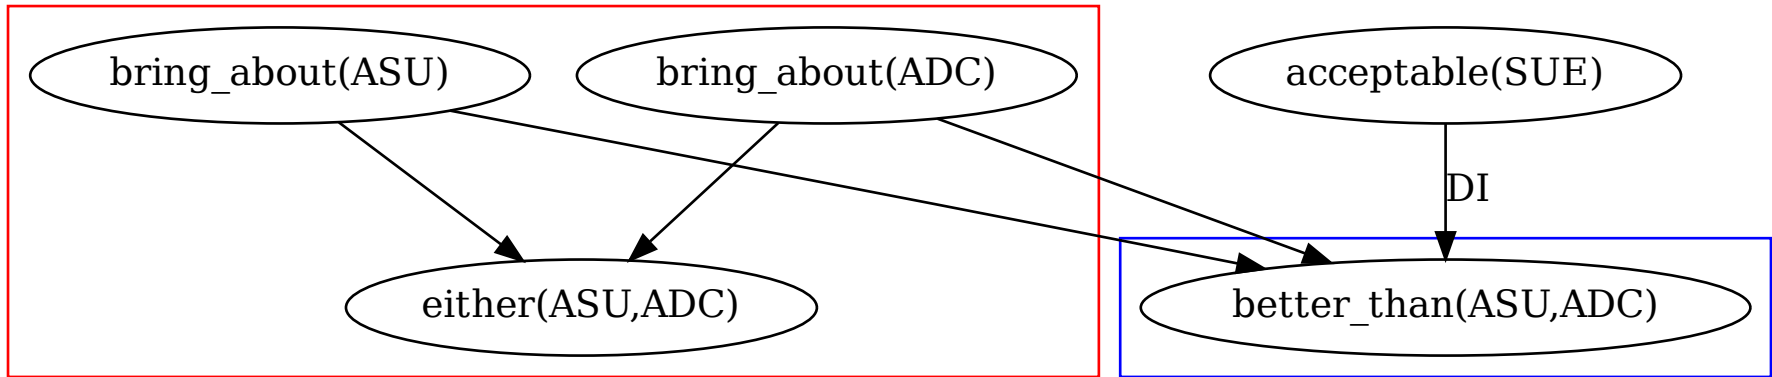 bring_about(ASU)
bring_about(ADC)
acceptable(SUE)
DI
either(ASU,ADC)
better_than(ASU,ADC)